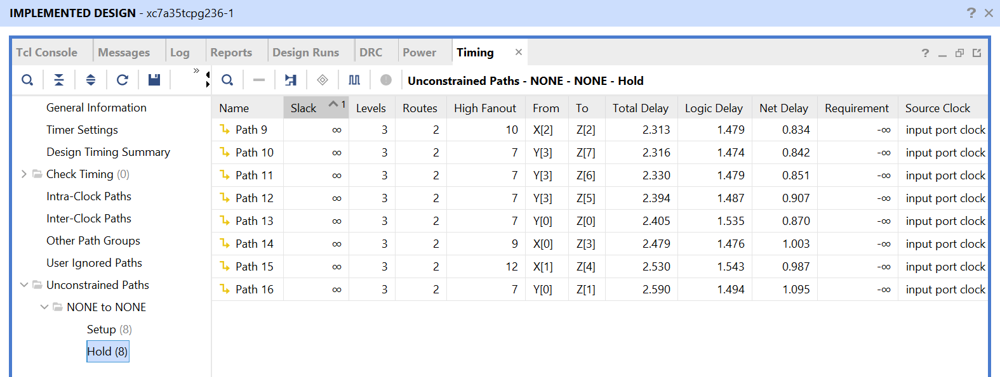 IMPLEMENTED DESIGN - xc7a35tcpg236-1 ?
Tcl Console Messages Log Reports Design Runs DRC Power Timing ?
» Unconstrained Paths - NONE - NONE - Hold
General Information
Timer Settings
Design Timing Summary
Check Timing (0)
Intra-Clock Paths
Inter-Clock Paths
Other Path Groups
User Ignored Paths
Unconstrained Paths
NONE to NONE
Setup (8)
Hold (8)
Name Slack 1 Levels Routes High Fanout From To Total Delay Logic Delay Net Delay Requirement Source Clock
Path 9 ∞ 3 2 10 X[2] Z[2] 2.313 1.479 0.834 -∞ input port clock
Path 10 ∞ 3 2 7 Y[3] Z[7] 2.316 1.474 0.842 -∞ input port clock
Path 11 ∞ 3 2 7 Y[3] Z[6] 2.330 1.479 0.851 -∞ input port clock
Path 12 ∞ 3 2 7 Y[3] Z[5] 2.394 1.487 0.907 -∞ input port clock
Path 13 ∞ 3 2 7 Y[0] Z[0] 2.405 1.535 0.870 -∞ input port clock
Path 14 ∞ 3 2 9 X[0] Z[3] 2.479 1.476 1.003 -∞ input port clock
Path 15 ∞ 3 2 12 X[1] Z[4] 2.530 1.543 0.987 -∞ input port clock
Path 16 ∞ 3 2 7 Y[0] Z[1] 2.590 1.494 1.095 -∞ input port clock